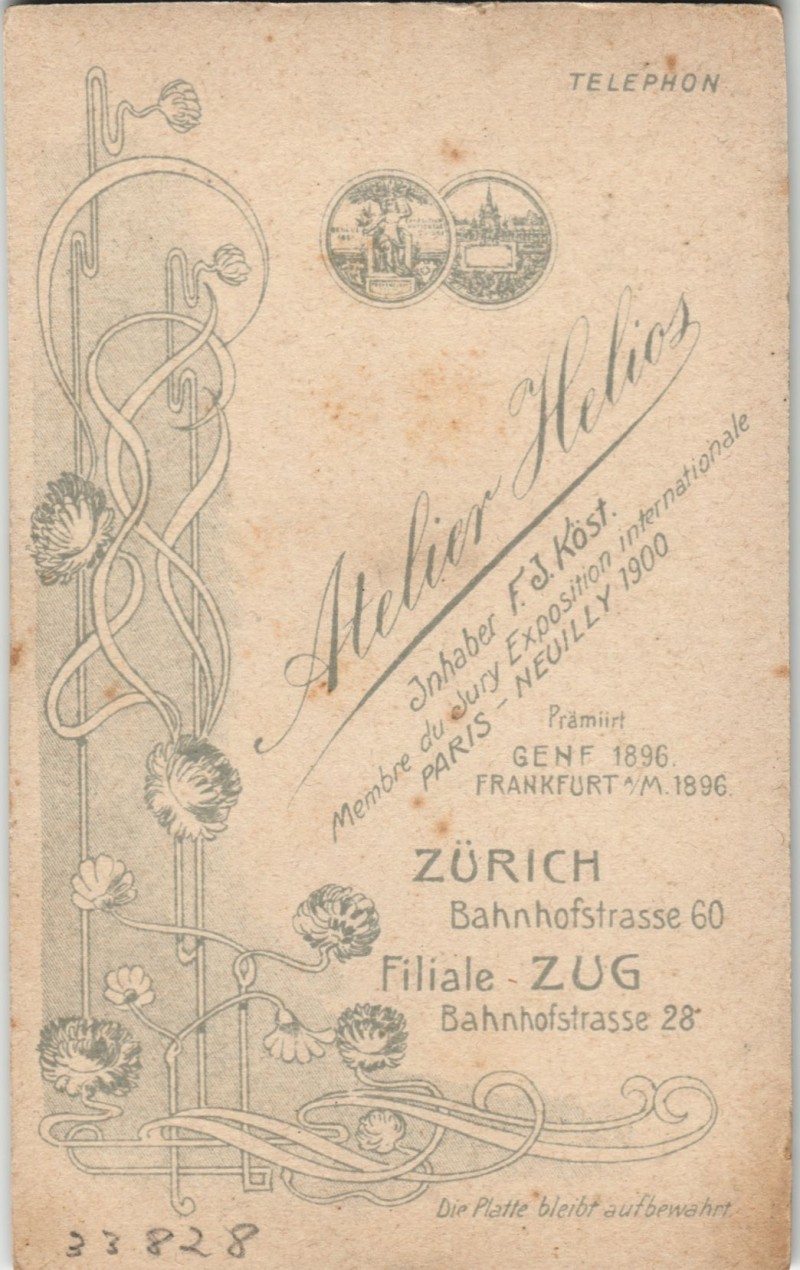 TELEPHON
Atelier Helios
Inhaber F. J. Köst.
Membre du Jury Exposition internationale
PARIS - NEUILLY 1900
Prämiirt
GENF 1896.
FRANKFURT A/M. 1896.
ZÜRICH
Bahnhofstrasse 60
Filiale - ZUG
Bahnhofstrasse 28
Die Platte bleibt aufbewahrt.
33828